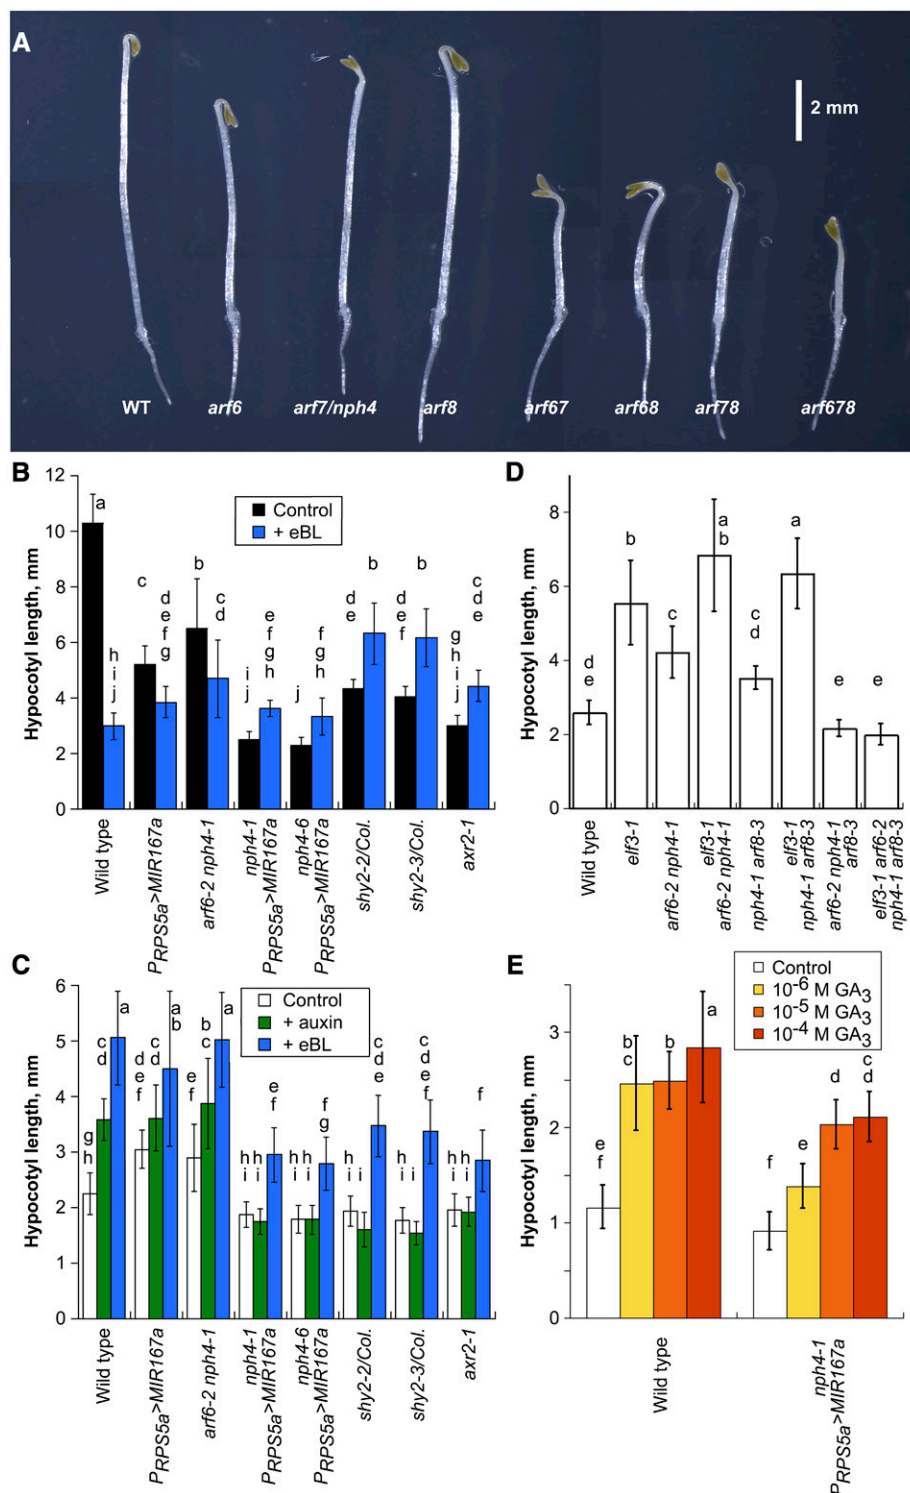 A
2 mm
WT arf6 arf7/nph4 arf8 arf67 arf68 arf78 arf678
B
Hypocotyl length, mm
12
10
8
6
4
2
0
Control
+ eBL
a
h
i
j
c
d
e
f
g
b
c
d
i
j
e
f
g
h
j
f
g
h
d
e
b
d
e
f
b
g
h
i
j
c
d
e
Wild type
PRPS5a>MIR167a
arf6-2 nph4-1
nph4-1
PRPS5a>MIR167a
nph4-6
PRPS5a>MIR167a
shy2-2/Col.
shy2-3/Col.
axr2-1
D
Hypocotyl length, mm
8
6
4
2
0
d
e
b
c
a
b
c
d
a
e
e
Wild type
elf3-1
arf6-2 nph4-1
elf3-1
arf6-2 nph4-1
nph4-1 arf8-3
elf3-1
nph4-1 arf8-3
arf6-2 nph4-1
arf8-3
elf3-1 arf6-2
nph4-1 arf8-3
C
Hypocotyl length, mm
6
5
4
3
2
1
0
Control
+ auxin
+ eBL
g
h
c
d
a
d
e
f
c
d
a
b
e
f
b
c
a
h
i
h
i
e
f
h
i
h
i
f
g
h
i
i
c
d
e
h
i
i
c
d
e
f
h
i
h
i
f
Wild type
PRPS5a>MIR167a
arf6-2 nph4-1
nph4-1
PRPS5a>MIR167a
nph4-6
PRPS5a>MIR167a
shy2-2/Col.
shy2-3/Col.
axr2-1
E
Hypocotyl length, mm
3
2
1
0
Control
10-6 M GA3
10-5 M GA3
10-4 M GA3
e
f
b
c
b
a
f
e
d
c
d
Wild type
nph4-1
PRPS5a>MIR167a